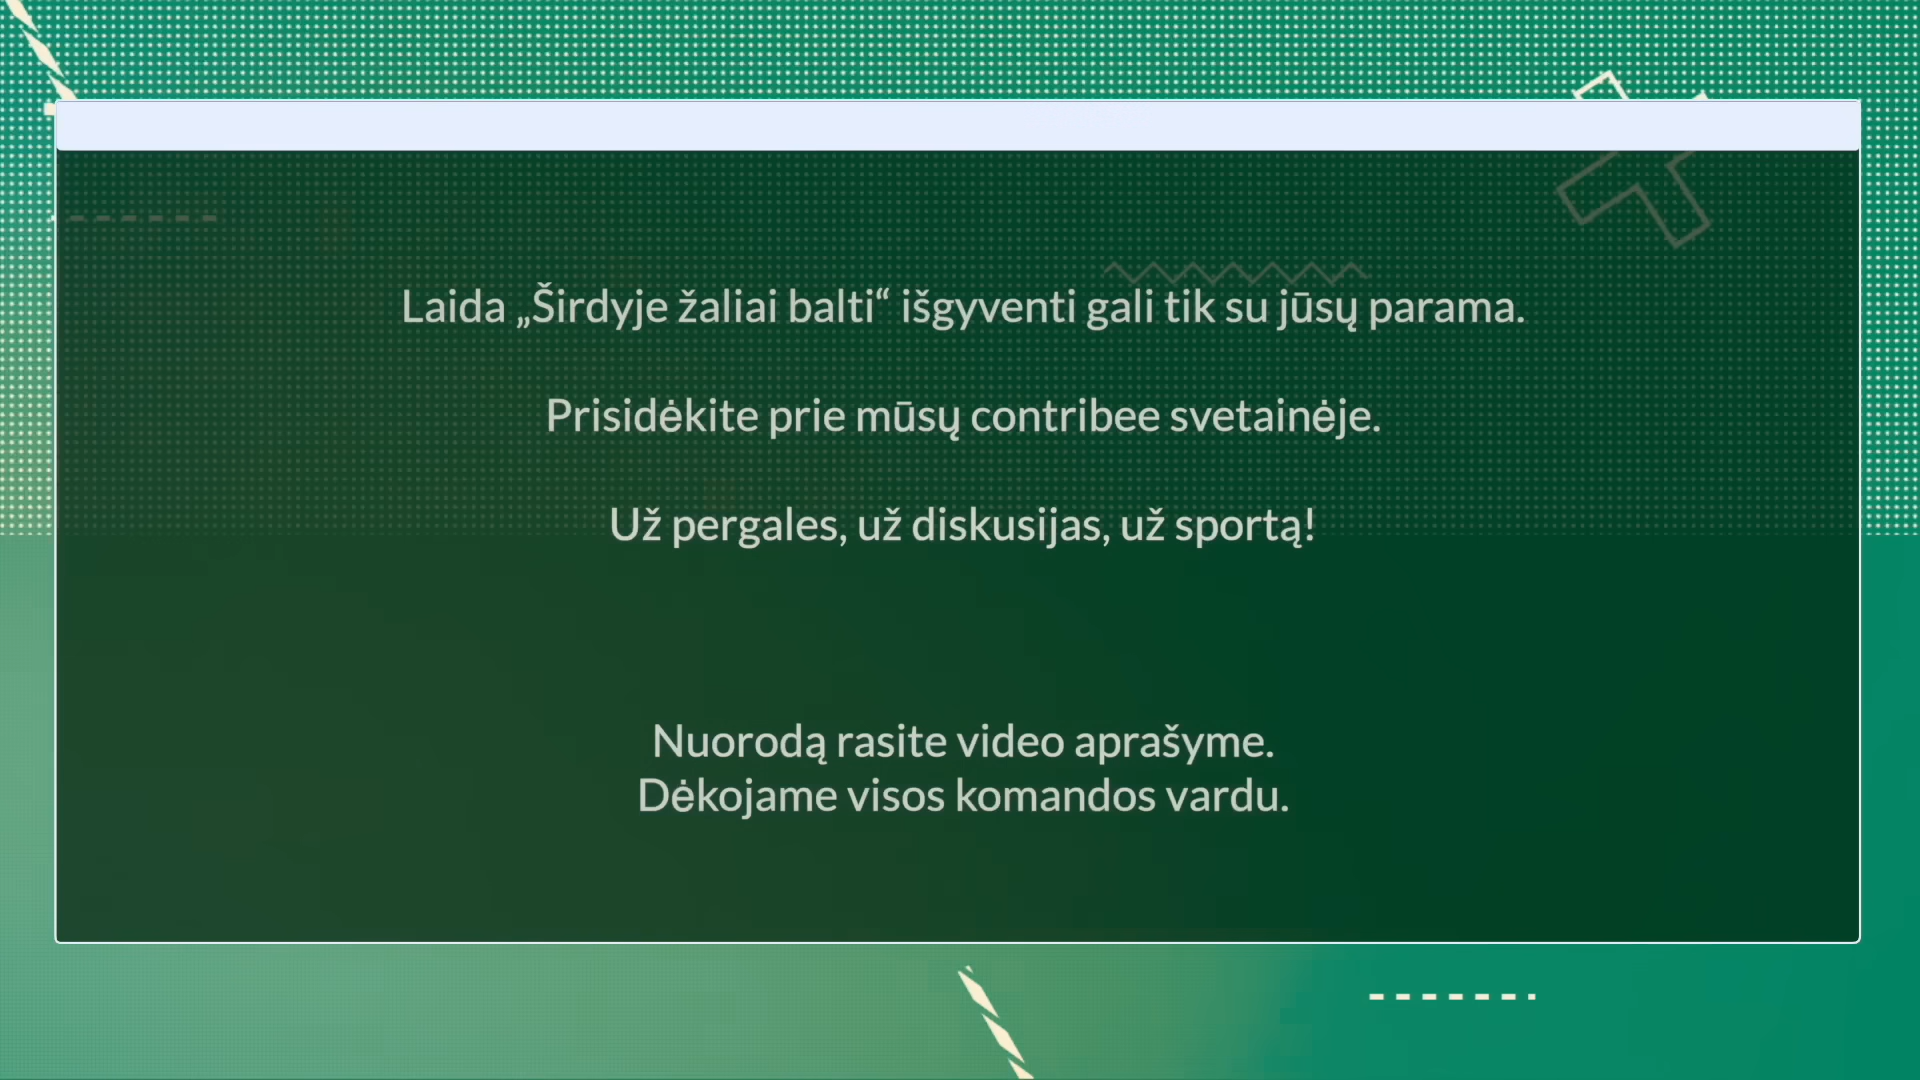 Laida „Širdyje žaliai balti“ išgyventi gali tik su jūsų parama.
Prisidėkite prie mūsų contribee svetainėje.
Už pergales, už diskusijas, už sportą!
Nuorodą rasite video aprašyme.
Dėkojame visos komandos vardu.